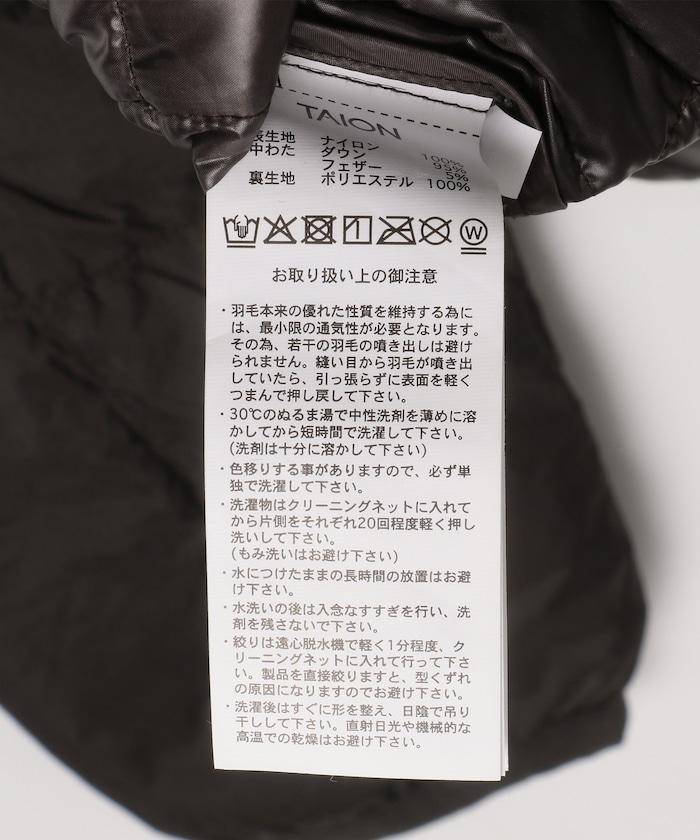 TAION
表生地 ナイロン 100%
中わた ダウン 95%
フェザー 5%
裏生地 ポリエステル 100%
W
お取り扱い上の御注意
・羽毛本来の優れた性質を維持する為に
は、最小限の通気性が必要となります。
その為、若干の羽毛の噴き出しは避け
られません。縫い目から羽毛が噴き出
していたら、引っ張らずに表面を軽く
つまんで押し戻して下さい。
・30℃のぬるま湯で中性洗剤を薄めに溶
かしてから短時間で洗濯して下さい。
(洗剤は十分に溶かして下さい)
・色移りする事がありますので、必ず単
独で洗濯して下さい。
・洗濯物はクリーニングネットに入れて
から片側をそれぞれ20回程度軽く押し
洗いして下さい。
(もみ洗いはお避け下さい)
・水につけたままの長時間の放置はお避
け下さい。
・水洗いの後は入念なすすぎを行い、洗
剤を残さないで下さい。
・絞りは遠心脱水機で軽く1分程度、ク
リーニングネットに入れて行って下さ
い。製品を直接絞りますと、型くずれ
の原因になりますのでお避け下さい。
・洗濯後はすぐに形を整え、日陰で吊り
干しして下さい。直射日光や機械的な
高温での乾燥はお避け下さい。